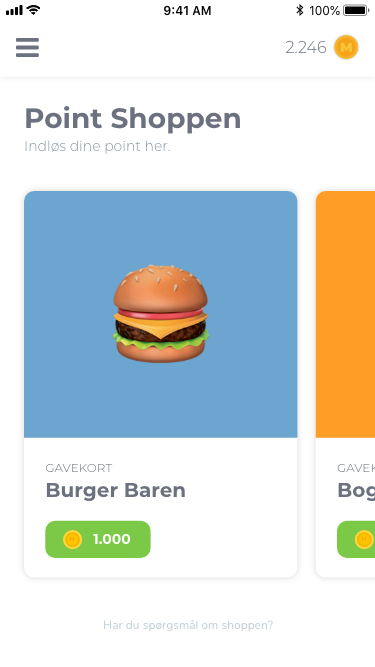 9:41 AM
100%
2.246 M
Point Shoppen
Indløs dine point her.
GAVEKORT
Burger Baren
1.000
GAVEK
Bog
Har du spørgsmål om shoppen?